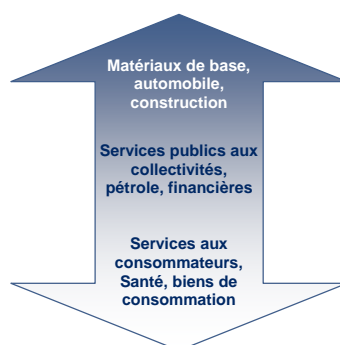 Matériaux de base,
automobile,
construction
Services publics aux
collectivités,
pétrole, financières
Services aux
consommateurs,
Santé, biens de
consommation